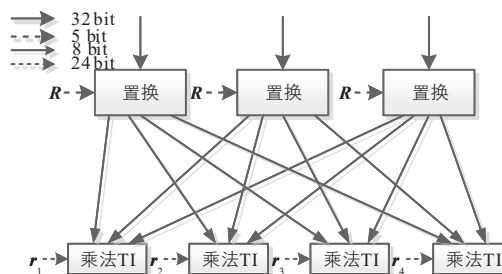 32 bit
5 bit
8 bit
24 bit
R 置换 R 置换 R 置换
r1 乘法TI r2 乘法TI r3 乘法TI r4 乘法TI